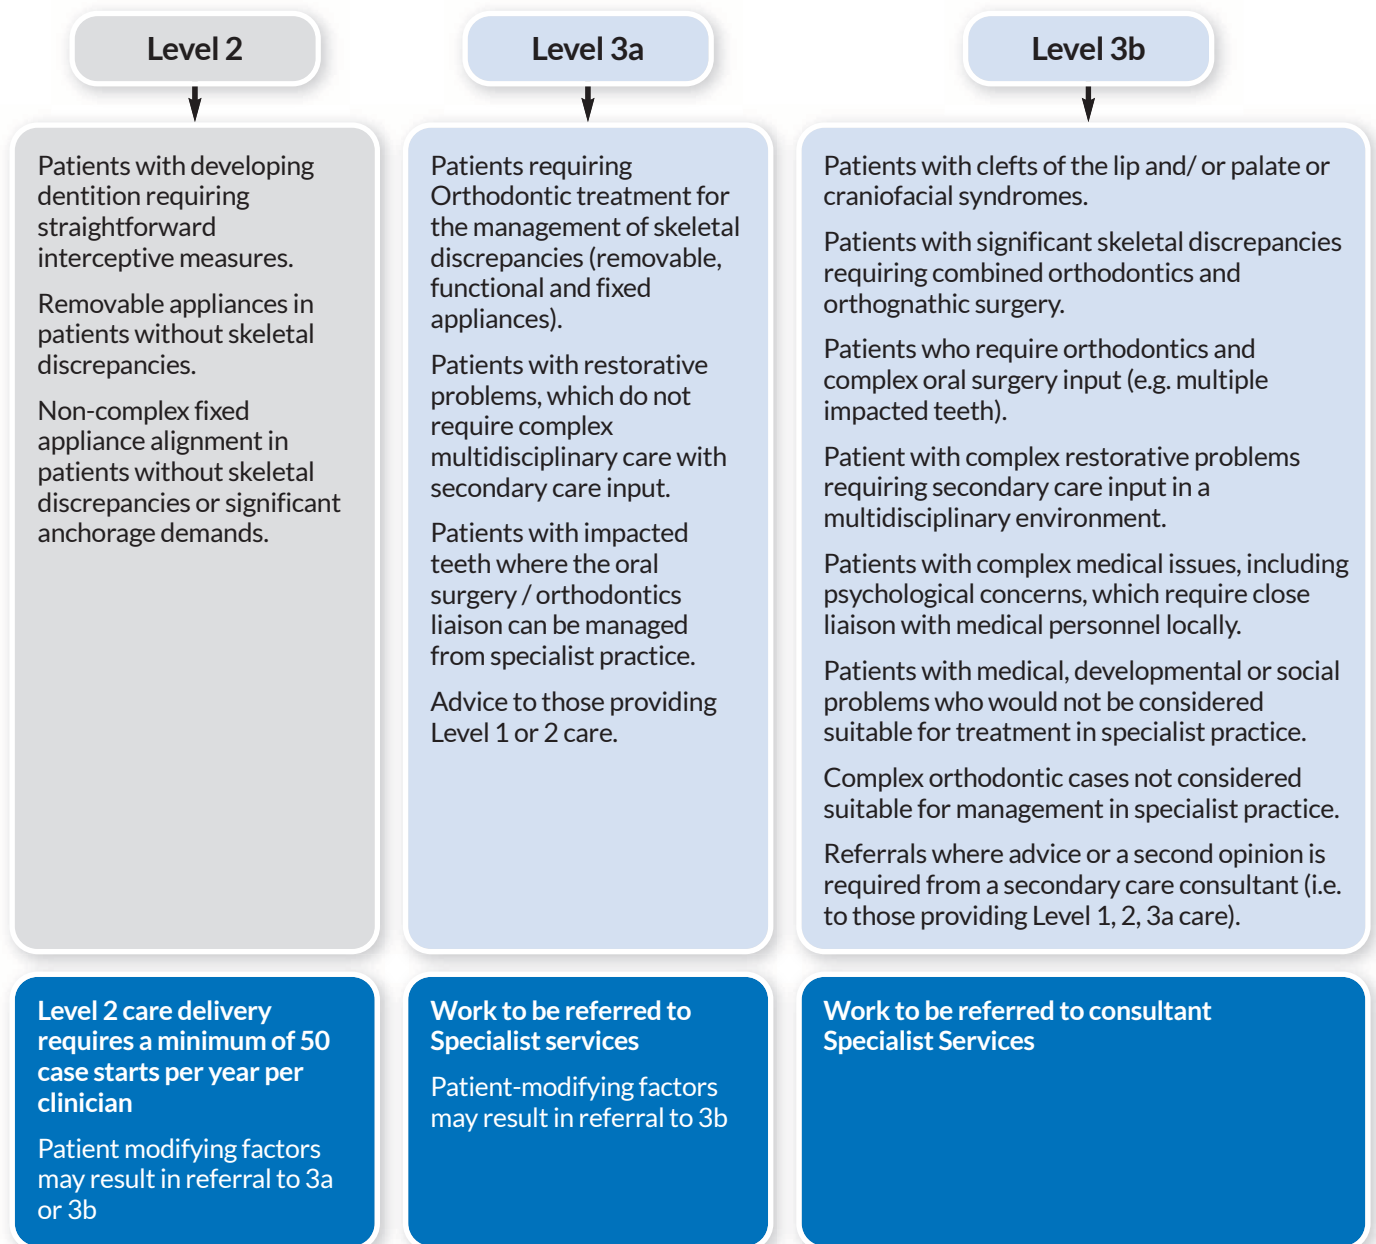 Level 2
Patients with developing
dentition requiring
straightforward
interceptive measures.
Removable appliances in
patients without skeletal
discrepancies.
Non-complex fixed
appliance alignment in
patients without skeletal
discrepancies or significant
anchorage demands.
Level 2 care delivery
requires a minimum of 50
case starts per year per
clinician
Patient modifying factors
may result in referral to 3a
or 3b
Level 3a
Patients requiring
Orthodontic treatment for
the management of skeletal
discrepancies (removable,
functional and fixed
appliances).
Patients with restorative
problems, which do not
require complex
multidisciplinary care with
secondary care input.
Patients with impacted
teeth where the oral
surgery / orthodontics
liaison can be managed
from specialist practice.
Advice to those providing
Level 1 or 2 care.
Work to be referred to
Specialist services
Patient-modifying factors
may result in referral to 3b
Level 3b
Patients with clefts of the lip and/ or palate or
craniofacial syndromes.
Patients with significant skeletal discrepancies
requiring combined orthodontics and
orthognathic surgery.
Patients who require orthodontics and
complex oral surgery input (e.g. multiple
impacted teeth).
Patient with complex restorative problems
requiring secondary care input in a
multidisciplinary environment.
Patients with complex medical issues, including
psychological concerns, which require close
liaison with medical personnel locally.
Patients with medical, developmental or social
problems who would not be considered
suitable for treatment in specialist practice.
Complex orthodontic cases not considered
suitable for management in specialist practice.
Referrals where advice or a second opinion is
required from a secondary care consultant (i.e.
to those providing Level 1, 2, 3a care).
Work to be referred to consultant
Specialist Services